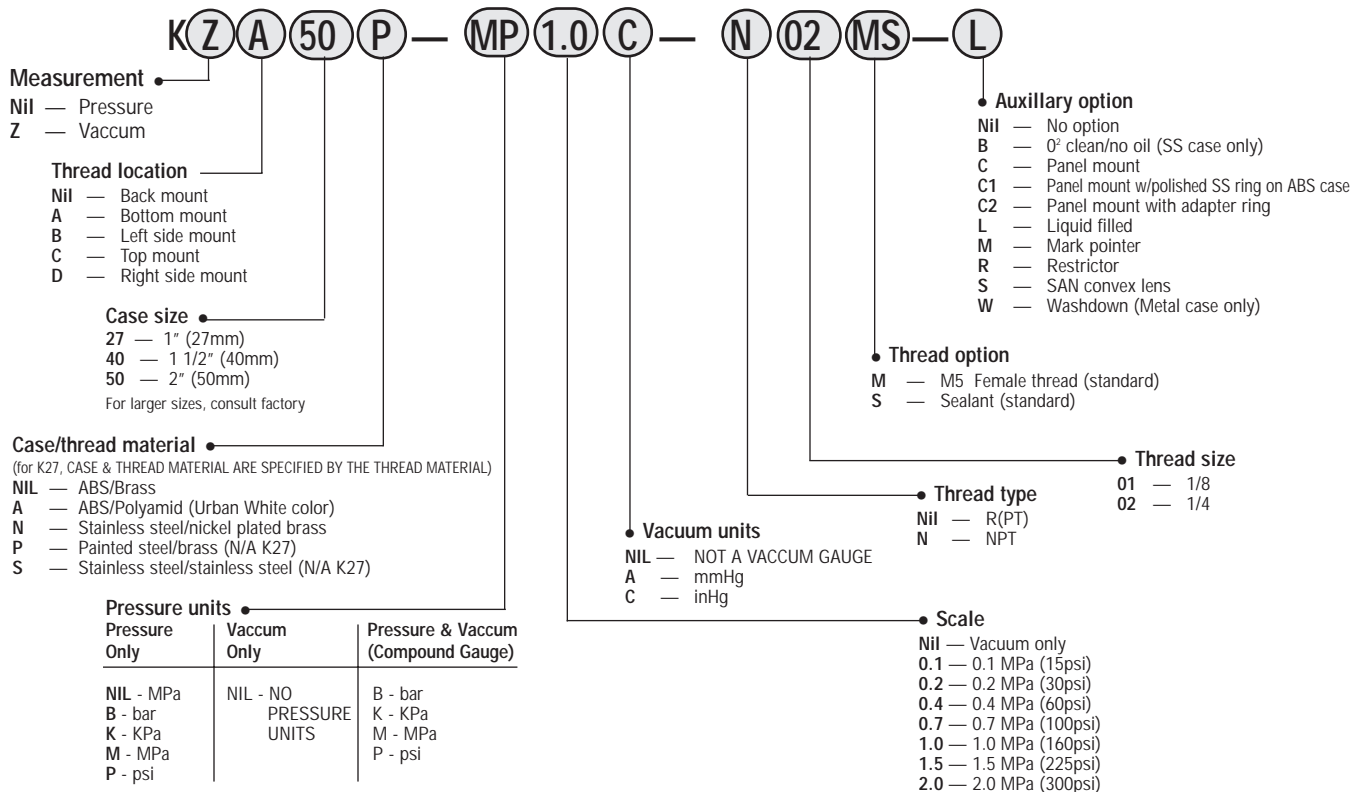 KZA50P — MP1.0C — N02MS — L
Measurement
Nil — Pressure
Z — Vaccum
Thread location
Nil — Back mount
A — Bottom mount
B — Left side mount
C — Top mount
D — Right side mount
Case size
27 — 1" (27mm)
40 — 1 1/2" (40mm)
50 — 2" (50mm)
For larger sizes, consult factory
Case/thread material
(for K27, CASE & THREAD MATERIAL ARE SPECIFIED BY THE THREAD MATERIAL)
NIL — ABS/Brass
A — ABS/Polyamid (Urban White color)
N — Stainless steel/nickel plated brass
P — Painted steel/brass (N/A K27)
S — Stainless steel/stainless steel (N/A K27)
Pressure units
Pressure Only
NIL - MPa
B - bar
K - KPa
M - MPa
P - psi
Vaccum Only
NIL - NO
PRESSURE
UNITS
Pressure & Vaccum
(Compound Gauge)
B - bar
K - KPa
M - MPa
P - psi
Vacuum units
NIL — NOT A VACCUM GAUGE
A — mmHg
C — inHg
Scale
Nil — Vacuum only
0.1 — 0.1 MPa (15psi)
0.2 — 0.2 MPa (30psi)
0.4 — 0.4 MPa (60psi)
0.7 — 0.7 MPa (100psi)
1.0 — 1.0 MPa (160psi)
1.5 — 1.5 MPa (225psi)
2.0 — 2.0 MPa (300psi)
Thread type
Nil — R(PT)
N — NPT
Thread size
01 — 1/8
02 — 1/4
Thread option
M — M5 Female thread (standard)
S — Sealant (standard)
Auxillary option
Nil — No option
B — 0² clean/no oil (SS case only)
C — Panel mount
C1 — Panel mount w/polished SS ring on ABS case
C2 — Panel mount with adapter ring
L — Liquid filled
M — Mark pointer
R — Restrictor
S — SAN convex lens
W — Washdown (Metal case only)